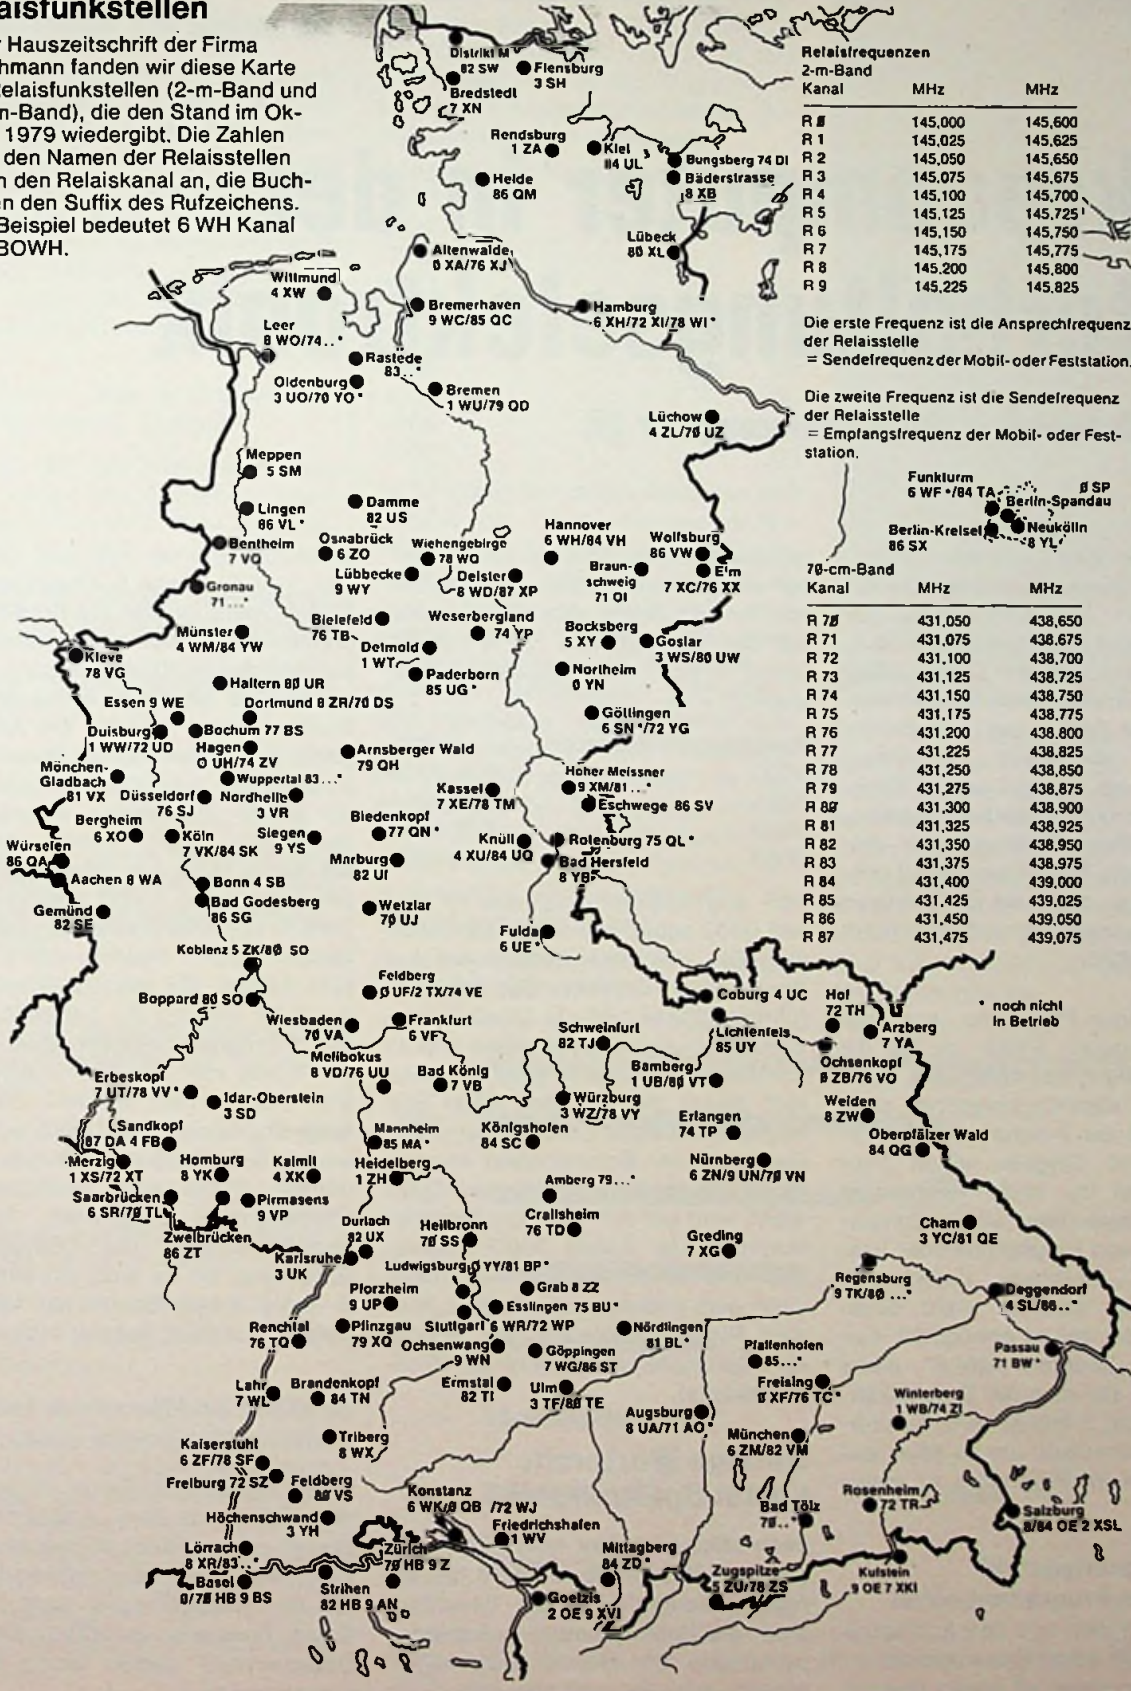 aisfunkstellen
Hauszeitschrift der Firma
hmann fanden wir diese Karte
elaisfunkstellen (2-m-Band und
n-Band), die den Stand im Ok-
1979 wiedergibt. Die Zahlen
den Namen der Relaisstellen
n den Relaiskanal an, die Buch-
en den Suffix des Rufzeichens.
Beispiel bedeutet 6 WH Kanal
BOWH.
Relaisfrequenzen
2-m-Band
Kanal MHz MHz
R 0 145,000 145,600
R 1 145,025 145,625
R 2 145,050 145,650
R 3 145,075 145,675
R 4 145,100 145,700
R 5 145,125 145,725
R 6 145,150 145,750
R 7 145,175 145,775
R 8 145,200 145,800
R 9 145,225 145,825
Die erste Frequenz ist die Ansprechfrequenz
der Relaisstelle
= Sendefrequenz der Mobil- oder Feststation.
Die zweite Frequenz ist die Sendefrequenz
der Relaisstelle
= Empfangsfrequenz der Mobil- oder Fest-
station.
Funkturm
6 WF*/84 TA
0 SP
Berlin-Spandau
Berlin-Kreisel
86 SX
Neukölln
8 YL
70-cm-Band
Kanal MHz MHz
R 70 431,050 438,650
R 71 431,075 438,675
R 72 431,100 438,700
R 73 431,125 438,725
R 74 431,150 438,750
R 75 431,175 438,775
R 76 431,200 438,800
R 77 431,225 438,825
R 78 431,250 438,850
R 79 431,275 438,875
R 80 431,300 438,900
R 81 431,325 438,925
R 82 431,350 438,950
R 83 431,375 438,975
R 84 431,400 439,000
R 85 431,425 439,025
R 86 431,450 439,050
R 87 431,475 439,075
* noch nicht
in Betrieb
Distrikt M
82 SW
Flensburg
3 SH
Bredstedt
7 XN
Rendsburg
1 ZA
Kiel
84 UL
Bungsberg 74 DI
Bäderstrasse
8 XB
Heide
86 QM
Lübeck
80 XL
Altenwalde
0 XA/76 XJ
Wittmund
4 XW
Bremerhaven
9 WC/85 QC
Hamburg
6 XH/72 XI/78 WI*
Leer
8 WO/74..*
Rastede
83..*
Oldenburg
3 UO/70 YO*
Bremen
1 WU/79 QD
Lüchow
4 ZL/70 UZ
Meppen
5 SM
Lingen
86 VL*
Damme
82 US
Bentheim
7 VO
Osnabrück
6 ZO
Wiehengebirge
78 WQ
Hannover
6 WH/84 VH
Wolfsburg
86 VW
Lübbecke
9 WY
Deister
8 WD/87 XP
Braun-
schweig
71 OI
Elm
7 XC/76 XX
Gronau
71...*
Bielefeld
76 TB
Weserbergland
74 YP
Münster
4 WM/84 YW
Detmold
1 WT
Bocksberg
5 XY
Goslar
3 WS/80 UW
Kleve
78 VG
Paderborn
85 UG*
Northeim
0 YN
Haltern 80 UR
Essen 9 WE
Dortmund 8 ZR/70 DS
Göttingen
6 SN*/72 YG
Duisburg
1 WW/72 UD
Bochum 77 BS
Hagen
0 UH/74 ZV
Arnsberger Wald
79 QH
Mönchen-
Gladbach
81 VX
Wuppertal 83...*
Düsseldorf
76 SJ
Nordhelle
3 VR
Kassel
7 XE/78 TM
Hoher Meissner
9 XM/81...*
Eschwege 86 SV
Bergheim
6 XO
Köln
7 VK/84 SK
Siegen
9 YS
Biedenkopf
77 QN*
Knüll
4 XU/84 UQ
Rotenburg 75 QL*
Würselen
86 QA
Marburg
82 UI
Bad Hersfeld
8 YB
Aachen 8 WA
Bonn 4 SB
Bad Godesberg
86 SG
Wetzlar
70 UJ
Gemünd
82 SE
Fulda
6 UE*
Koblenz 5 ZK/80 SO
Boppard 80 SO
Feldberg
0 UF/2 TX/74 VE
Wiesbaden
70 VA
Frankfurt
6 VF
Schweinfurt
82 TJ
Coburg 4 UC
Lichtenfels
85 UY
Hof
72 TH
Arzberg
7 YA
Ochsenkopf
0 ZB/76 VO
Melibokus
8 VD/76 UU
Bad König
7 VB
Bamberg
1 UB/80 VT
Erbeskopf
7 UT/78 VV*
Idar-Oberstein
3 SD
Würzburg
3 WZ/78 VY
Weiden
8 ZW
Sandkopf
87 DA 4 FB
Mannheim
85 MA*
Königshofen
84 SC
Erlangen
74 TP
Oberpfälzer Wald
84 QG
Merzig
1 XS/72 XT
Homburg
8 YK
Kalmit
4 XK
Heidelberg
1 ZH
Nürnberg
6 ZN/9 UN/70 VN
Amberg 79...*
Saarbrücken
6 SR/70 TL
Pirmasens
9 VP
Zweibrücken
86 ZT
Durlach
82 UX
Heilbronn
70 SS
Crailsheim
76 TD
Greding
7 XG
Cham
3 YC/81 QE
Karlsruhe
3 UK
Ludwigsburg 0 YY/81 BP*
Regensburg
9 TK/80 ...*
Deggendorf
4 SL/86..*
Pforzheim
9 UP
Grab 8 ZZ
Esslingen 75 BU*
Renchtal
76 TQ
Pfinzgau
79 XQ
Stuttgart 6 WR/72 WP
Nördlingen
81 BL*
Ochsenwang
9 WN
Göppingen
7 WG/86 ST
Pfaffenhofen
85...*
Passau
71 BW*
Lahr
7 WL
Brandenkopf
84 TN
Ermstal
82 TI
Ulm
3 TF/80 TE
Freising
0 XF/76 TC*
Winterberg
1 WB/74 ZI
Augsburg
8 UA/71 AO*
München
6 ZM/82 VM
Triberg
8 WX
Kaiserstuhl
6 ZF/78 SF
Freiburg 72 SZ
Feldberg
80 VS
Konstanz
6 WK/0 QB /72 WJ
Bad Tölz
70..*
Rosenheim
72 TR
Salzburg
8/84 OE 2 XSL
Höchenschwand
3 YH
Friedrichshafen
1 WV
Lörrach
8 XR/83..*
Zürich
70 HB 9 Z
Mittagberg
84 ZD*
Zugspitze
5 ZU/78 ZS
Kufstein
9 OE 7 XKI
Basel
0/78 HB 9 BS
Strihen
82 HB 9 AN
Goetzis
2 OE 9 XVI